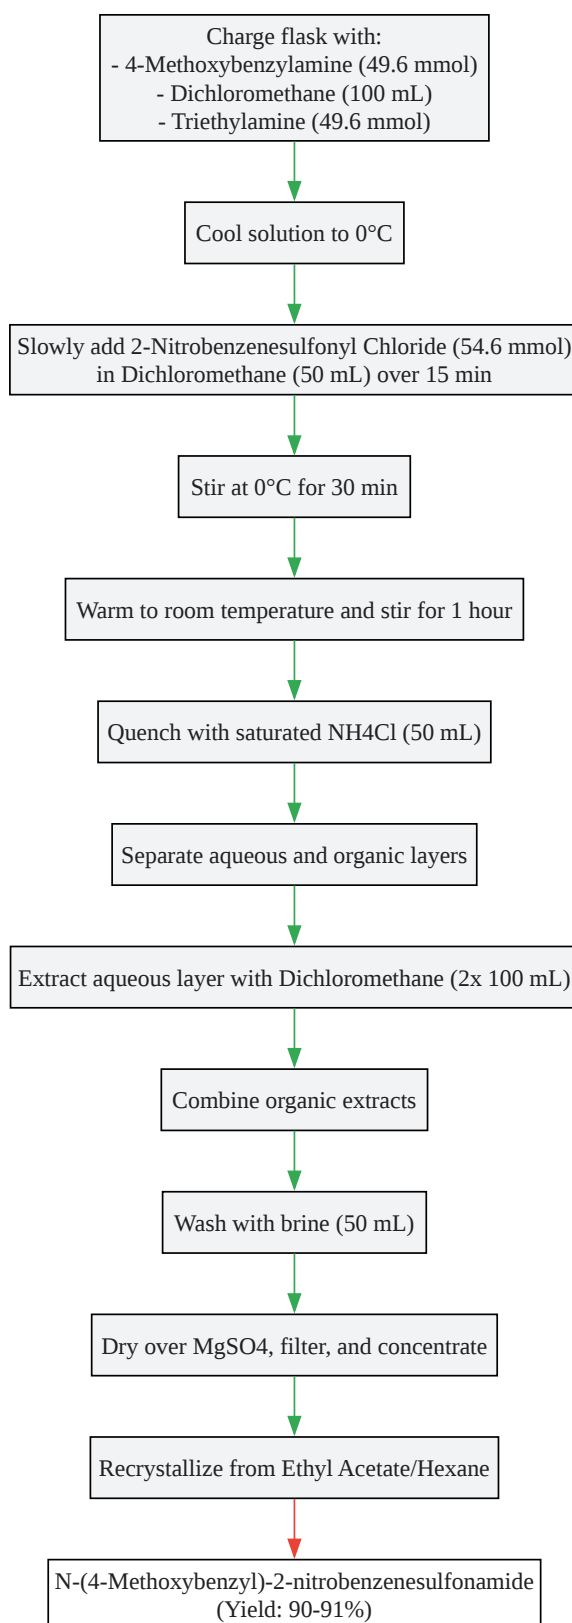 Charge flask with:
- 4-Methoxybenzylamine (49.6 mmol)
- Dichloromethane (100 mL)
- Triethylamine (49.6 mmol)
Cool solution to 0°C
Slowly add 2-Nitrobenzenesulfonyl Chloride (54.6 mmol)
in Dichloromethane (50 mL) over 15 min
Stir at 0°C for 30 min
Warm to room temperature and stir for 1 hour
Quench with saturated NH4Cl (50 mL)
Separate aqueous and organic layers
Extract aqueous layer with Dichloromethane (2x 100 mL)
Combine organic extracts
Wash with brine (50 mL)
Dry over MgSO4, filter, and concentrate
Recrystallize from Ethyl Acetate/Hexane
N-(4-Methoxybenzyl)-2-nitrobenzenesulfonamide
(Yield: 90-91%)